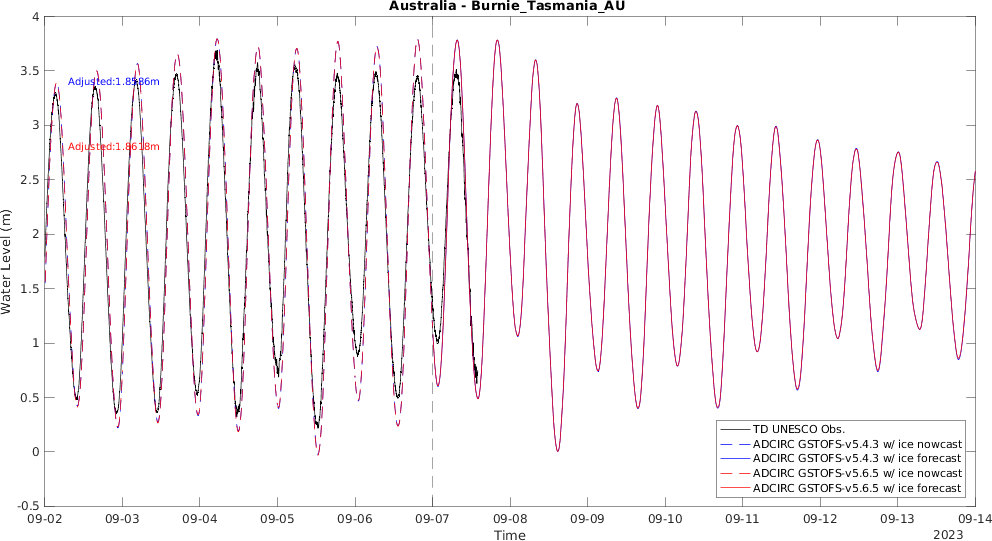 Australia - Burnie_Tasmania_AU
Water Level (m)
4
3.5
3
2.5
2
1.5
1
0.5
0
-0.5
Adjusted:1.8586m
Adjusted:1.8618m
TD UNESCO Obs.
ADCIRC GSTOFS-v5.4.3 w/ ice nowcast
ADCIRC GSTOFS-v5.4.3 w/ ice forecast
ADCIRC GSTOFS-v5.6.5 w/ ice nowcast
ADCIRC GSTOFS-v5.6.5 w/ ice forecast
09-02 09-03 09-04 09-05 09-06 09-07 09-08 09-09 09-10 09-11 09-12 09-13 09-14
Time
2023